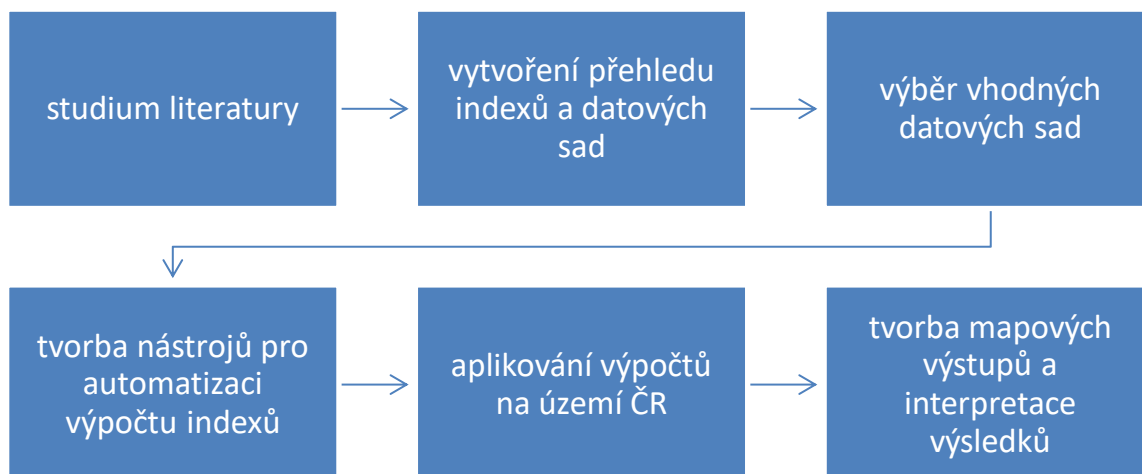 studium literatury
vytvoření přehledu
indexů a datových
sad
výběr vhodných
datových sad
tvorba nástrojů pro
automatizaci
výpočtu indexů
aplikování výpočtů
na území ČR
tvorba mapových
výstupů a
interpretace
výsledků